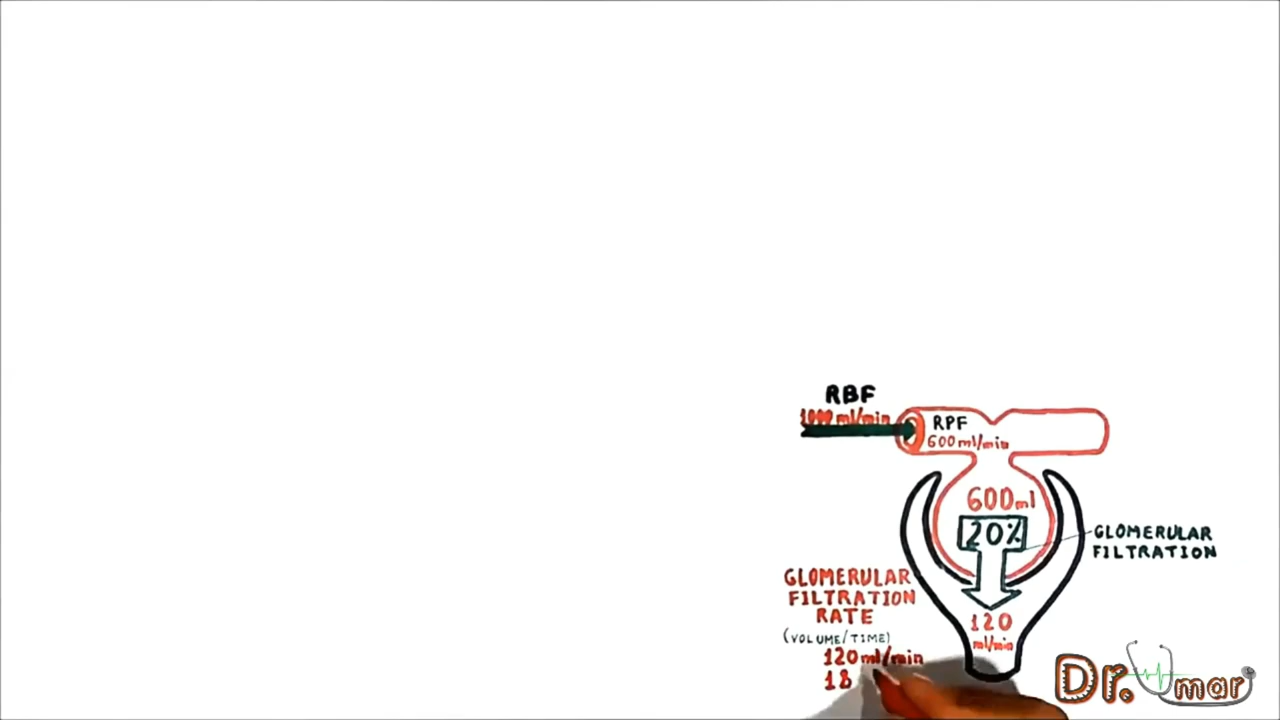 RBF
1000 ml/min
RPF
600 ml/min
600 ml
20%
GLOMERULAR
FILTRATION
GLOMERULAR
FILTRATION
RATE
(VOLUME/TIME)
120 ml/min
18
120
ml/min
Dr. Umar